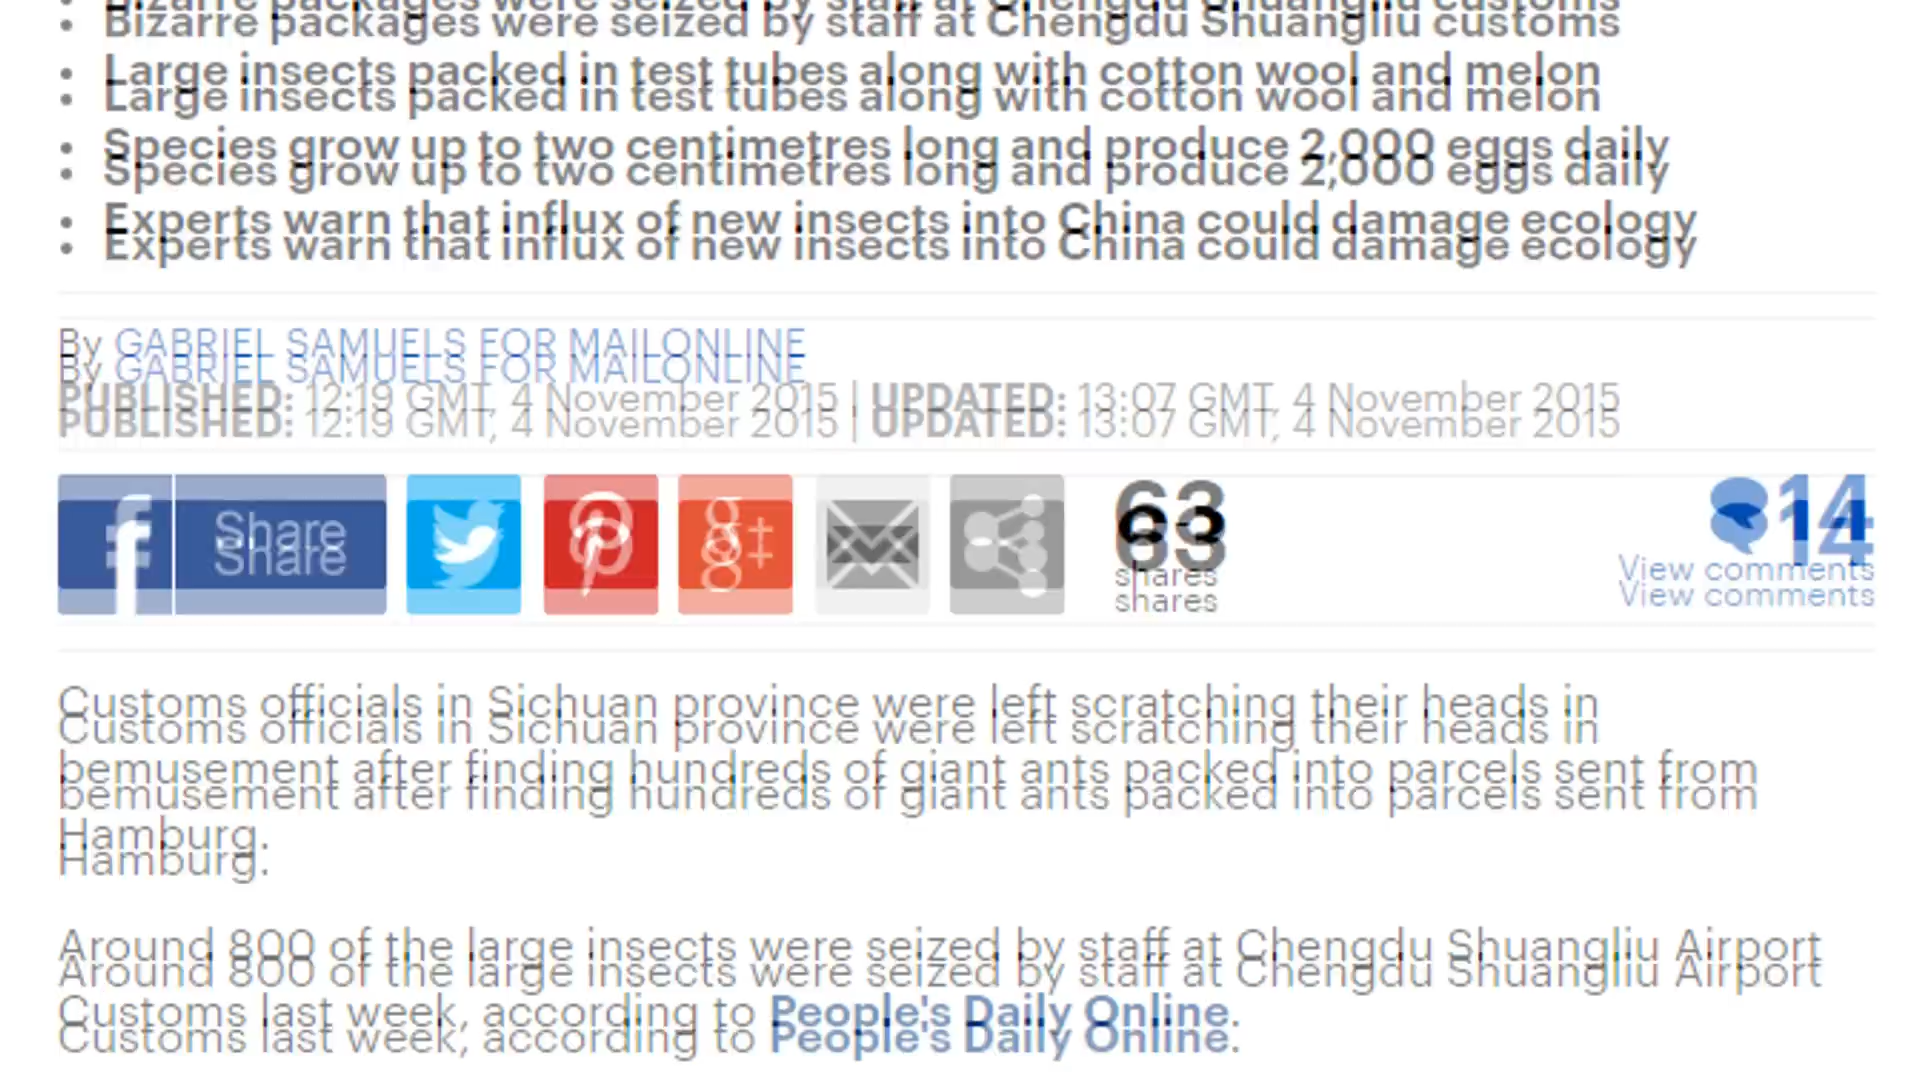 Bizarre packages were seized by staff at Chengdu Shuangliu customs
Large insects packed in test tubes along with cotton wool and melon
Species grow up to two centimetres long and produce 2,000 eggs daily
Experts warn that influx of new insects into China could damage ecology
By GABRIEL SAMUELS FOR MAILONLINE
PUBLISHED: 12:19 GMT, 4 November 2015 | UPDATED: 13:07 GMT, 4 November 2015
f Share g+ 63 14
shares View comments
Customs officials in Sichuan province were left scratching their heads in
bemusement after finding hundreds of giant ants packed into parcels sent from
Hamburg.
Around 800 of the large insects were seized by staff at Chengdu Shuangliu Airport
Customs last week, according to People's Daily Online.